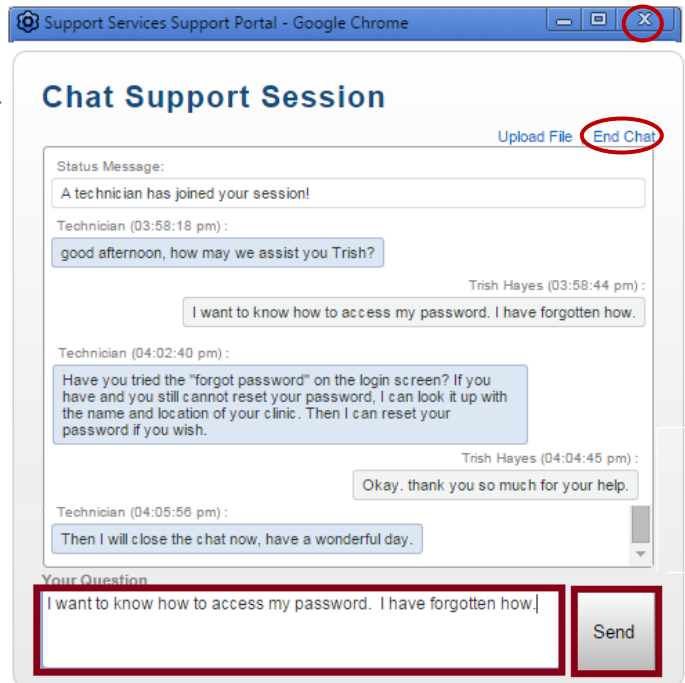 Support Services Support Portal - Google Chrome
X
Chat Support Session
Upload File | End Chat
Status Message:
A technician has joined your session!
Technician (03:58:18 pm) :
good afternoon, how may we assist you Trish?
Trish Hayes (03:58:44 pm) :
I want to know how to access my password. I have forgotten how.
Technician (04:02:40 pm) :
Have you tried the "forgot password" on the login screen? If you
have and you still cannot reset your password, I can look it up with
the name and location of your clinic. Then I can reset your
password if you wish.
Trish Hayes (04:04:45 pm) :
Okay. thank you so much for your help.
Technician (04:05:56 pm) :
Then I will close the chat now, have a wonderful day.
Your Question
I want to know how to access my password.  I have forgotten how.
Send